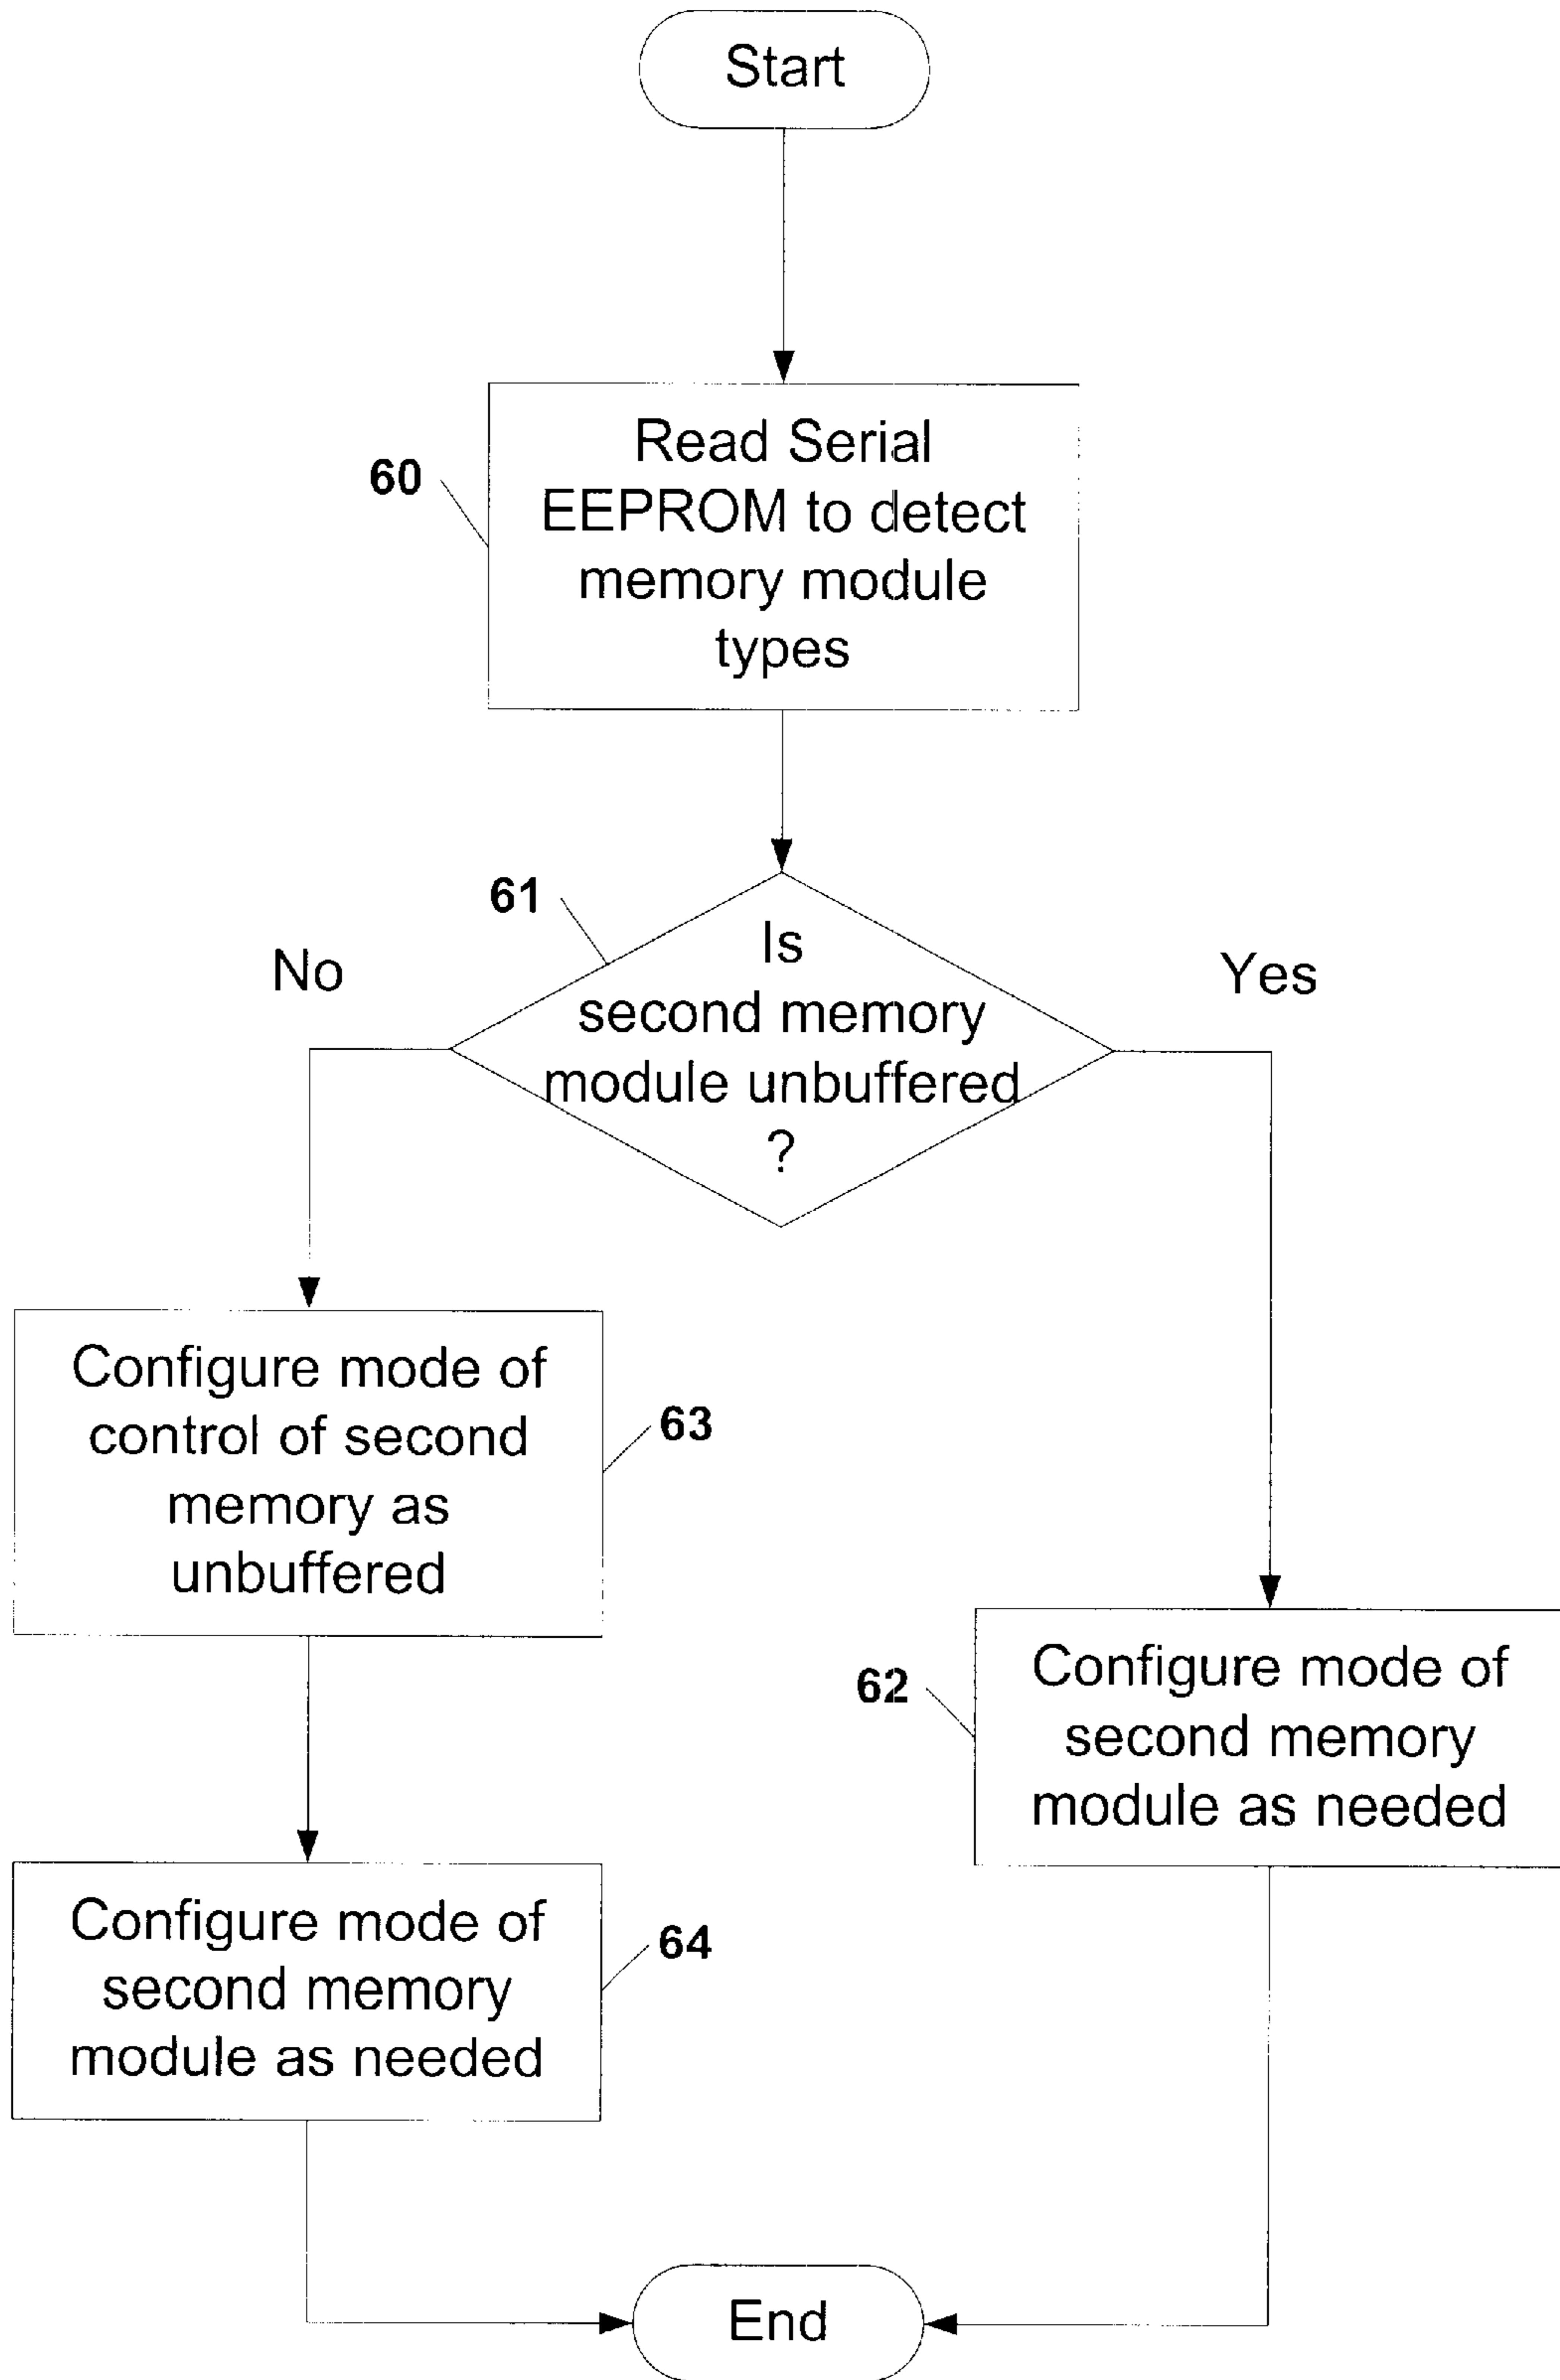 Start
60
Read Serial
EEPROM to detect
memory module
types
61
No
Yes
Is
second memory
module unbuffered
?
Configure mode of
control of second
memory as
unbuffered
63
62
Configure mode of
second memory
module as needed
Configure mode of
second memory
module as needed
64
End